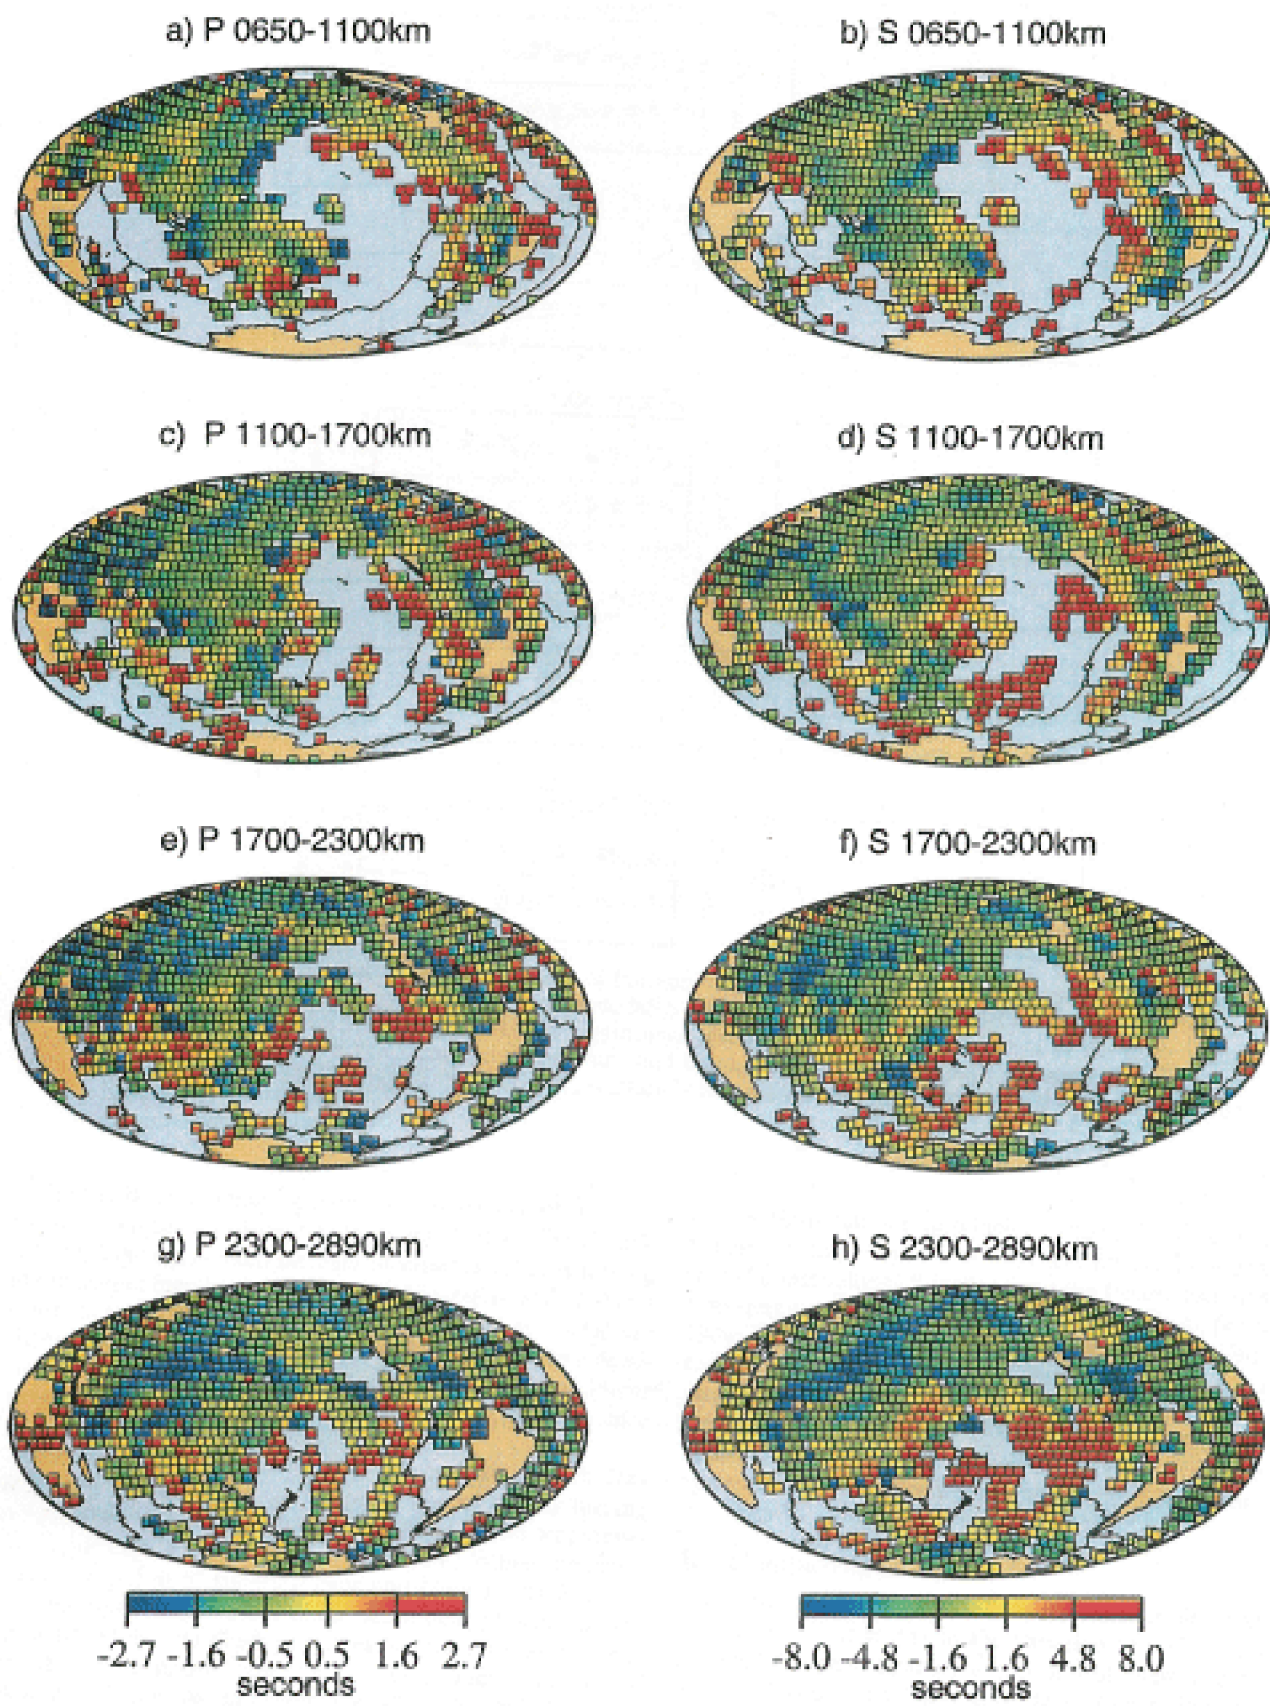 a) P 0650-1100km
b) S 0650-1100km
c) P 1100-1700km
d) S 1100-1700km
e) P 1700-2300km
f) S 1700-2300km
g) P 2300-2890km
h) S 2300-2890km
-2.7 -1.6 -0.5 0.5 1.6 2.7
seconds
-8.0 -4.8 -1.6 1.6 4.8 8.0
seconds